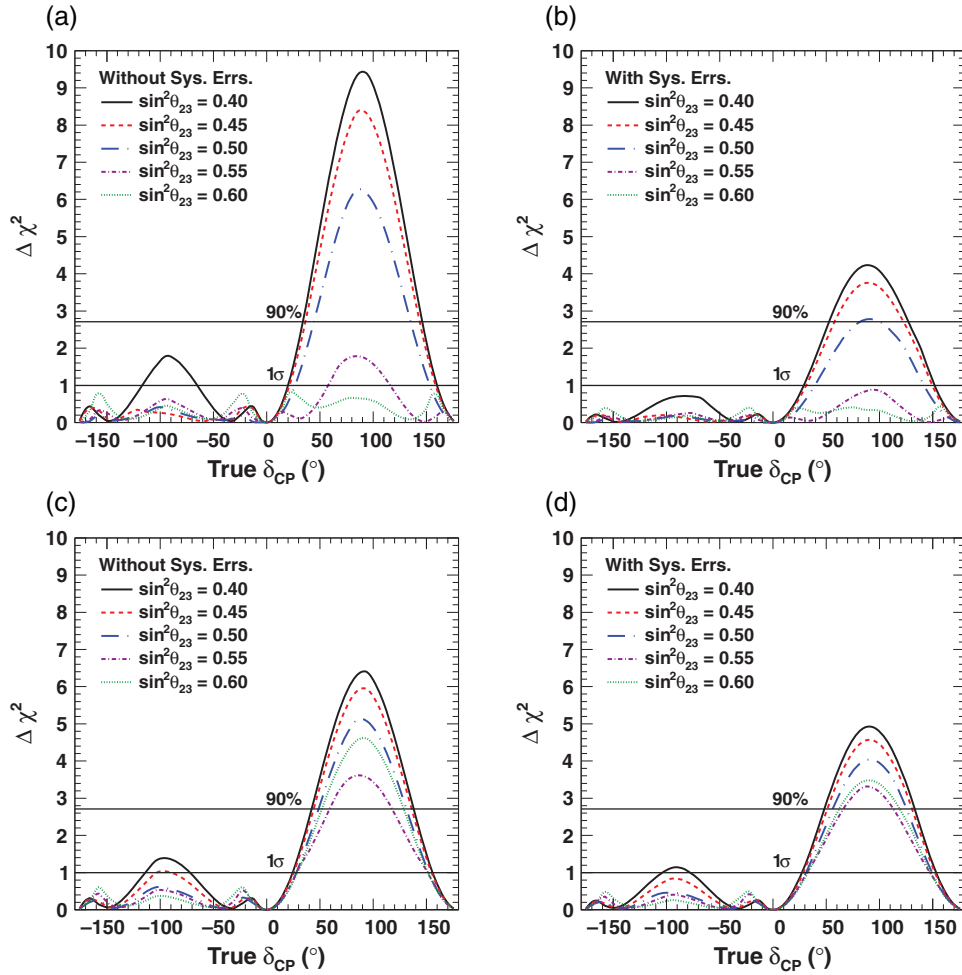 (a)
10
9
8
7
6
5
4
3
2
1
0
Δ χ²
Without Sys. Errs.
sin²θ₂₃ = 0.40
sin²θ₂₃ = 0.45
sin²θ₂₃ = 0.50
sin²θ₂₃ = 0.55
sin²θ₂₃ = 0.60
90%
1σ
−150 −100 −50 0 50 100 150
True δ_CP (°)
(b)
10
9
8
7
6
5
4
3
2
1
0
Δ χ²
With Sys. Errs.
sin²θ₂₃ = 0.40
sin²θ₂₃ = 0.45
sin²θ₂₃ = 0.50
sin²θ₂₃ = 0.55
sin²θ₂₃ = 0.60
90%
1σ
−150 −100 −50 0 50 100 150
True δ_CP (°)
(c)
10
9
8
7
6
5
4
3
2
1
0
Δ χ²
Without Sys. Errs.
sin²θ₂₃ = 0.40
sin²θ₂₃ = 0.45
sin²θ₂₃ = 0.50
sin²θ₂₃ = 0.55
sin²θ₂₃ = 0.60
90%
1σ
−150 −100 −50 0 50 100 150
True δ_CP (°)
(d)
10
9
8
7
6
5
4
3
2
1
0
Δ χ²
With Sys. Errs.
sin²θ₂₃ = 0.40
sin²θ₂₃ = 0.45
sin²θ₂₃ = 0.50
sin²θ₂₃ = 0.55
sin²θ₂₃ = 0.60
90%
1σ
−150 −100 −50 0 50 100 150
True δ_CP (°)